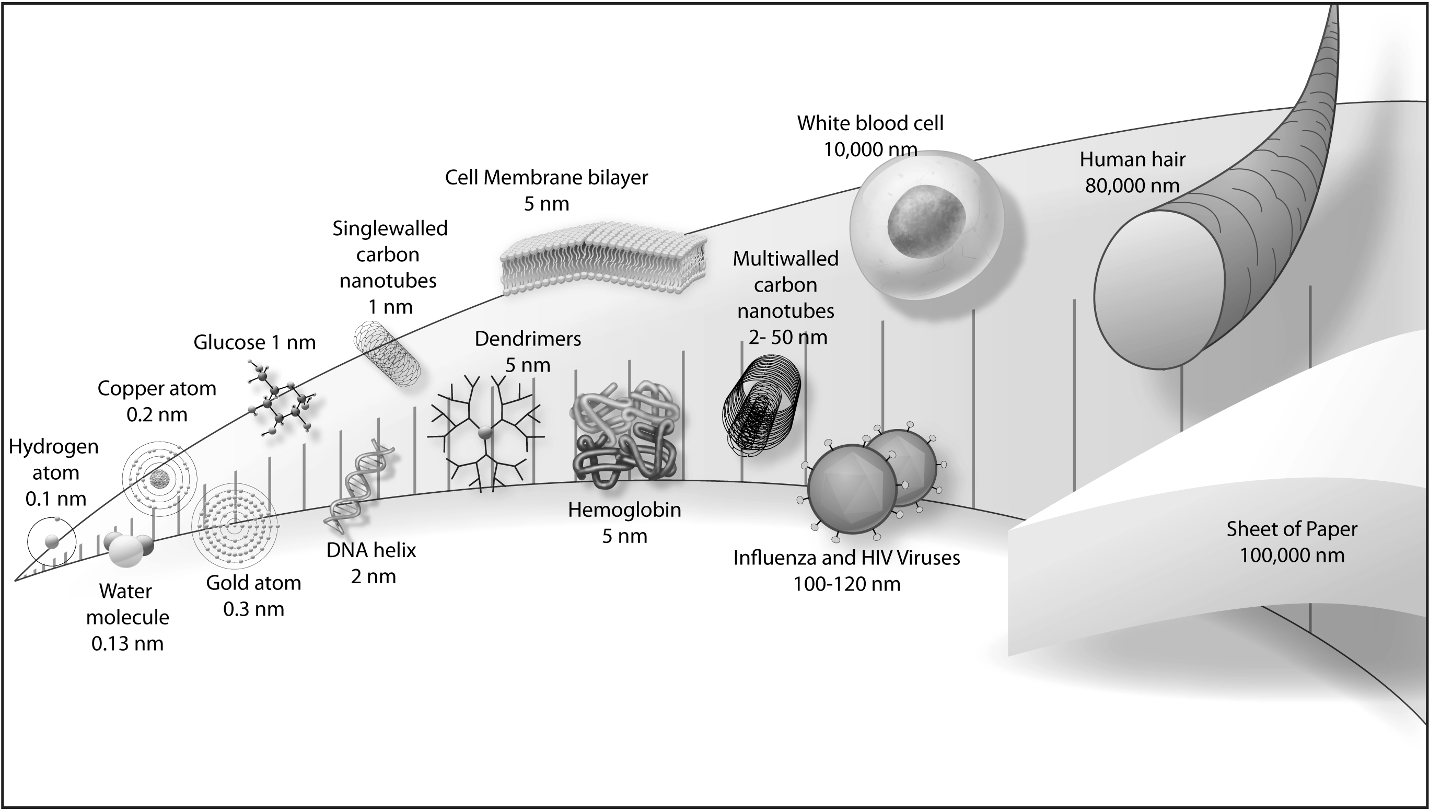 Hydrogen
atom
0.1 nm
Water
molecule
0.13 nm
Copper atom
0.2 nm
Gold atom
0.3 nm
Glucose 1 nm
Singlewalled
carbon
nanotubes
1 nm
DNA helix
2 nm
Cell Membrane bilayer
5 nm
Dendrimers
5 nm
Hemoglobin
5 nm
Multiwalled
carbon
nanotubes
2- 50 nm
Influenza and HIV Viruses
100-120 nm
White blood cell
10,000 nm
Human hair
80,000 nm
Sheet of Paper
100,000 nm